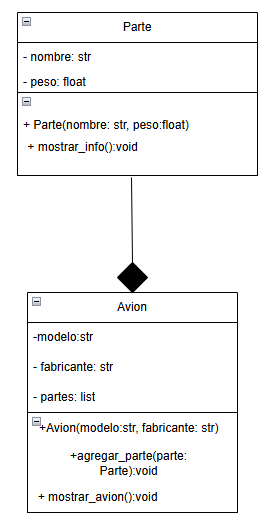 Parte
- nombre: str
- peso: float
+ Parte(nombre: str, peso:float)
+ mostrar_info():void
Avion
-modelo:str
- fabricante: str
- partes: list
+Avion(modelo:str, fabricante: str)
+agregar_parte(parte:
Parte):void
+ mostrar_avion():void